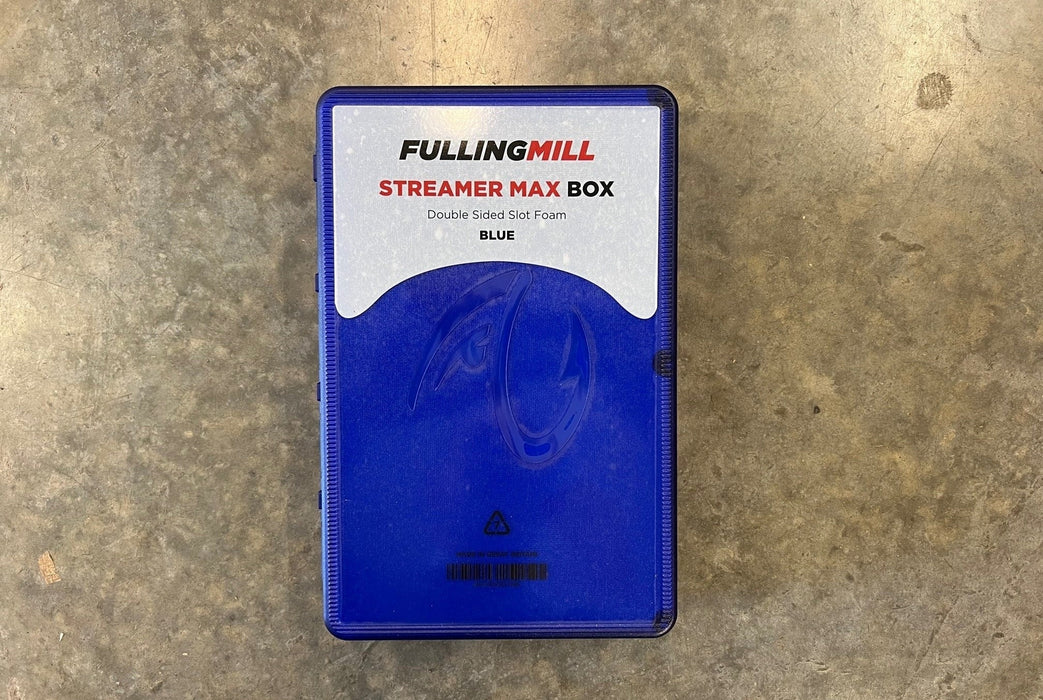 FULLINGMILL
STREAMER MAX BOX
Double Sided Slot Foam
BLUE